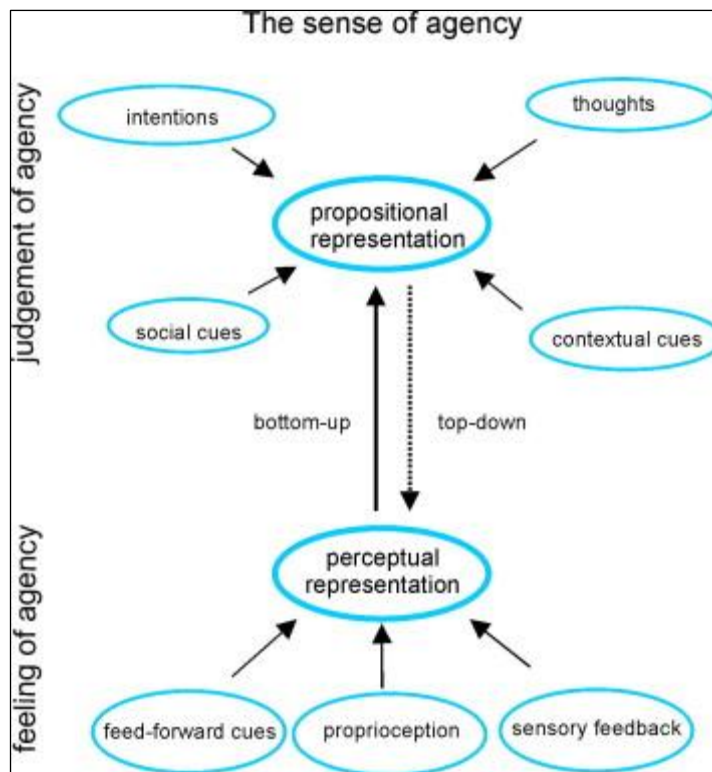 The sense of agency
judgement of agency
intentions
thoughts
propositional
representation
social cues
contextual cues
bottom-up
top-down
feeling of agency
perceptual
representation
feed-forward cues
proprioception
sensory feedback